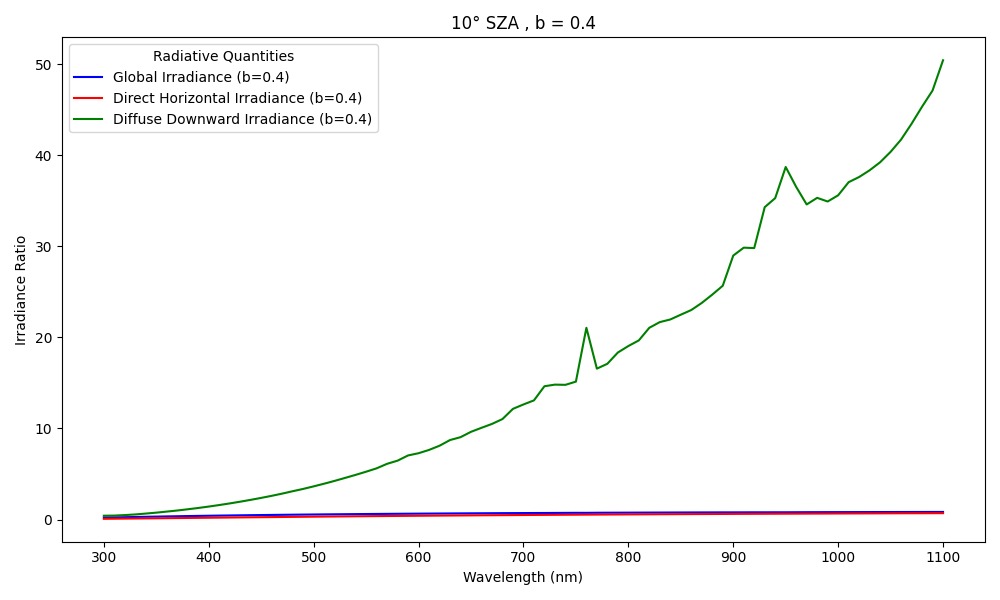 10° SZA , b = 0.4
Radiative Quantities
Global Irradiance (b=0.4)
Direct Horizontal Irradiance (b=0.4)
Diffuse Downward Irradiance (b=0.4)
Irradiance Ratio
50
40
30
20
10
0
300 400 500 600 700 800 900 1000 1100
Wavelength (nm)